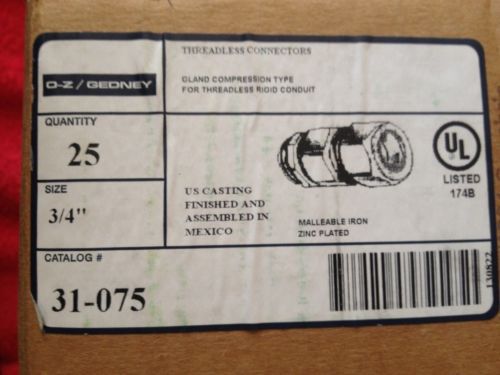 O-Z / GEDNEY
THREADLESS CONNECTORS
GLAND COMPRESSION TYPE
FOR THREADLESS RIGID CONDUIT
QUANTITY
25
SIZE
3/4"
US CASTING
FINISHED AND
ASSEMBLED IN
MEXICO
MALLEABLE IRON
ZINC PLATED
UL
LISTED
174B
CATALOG #
31-075
130822